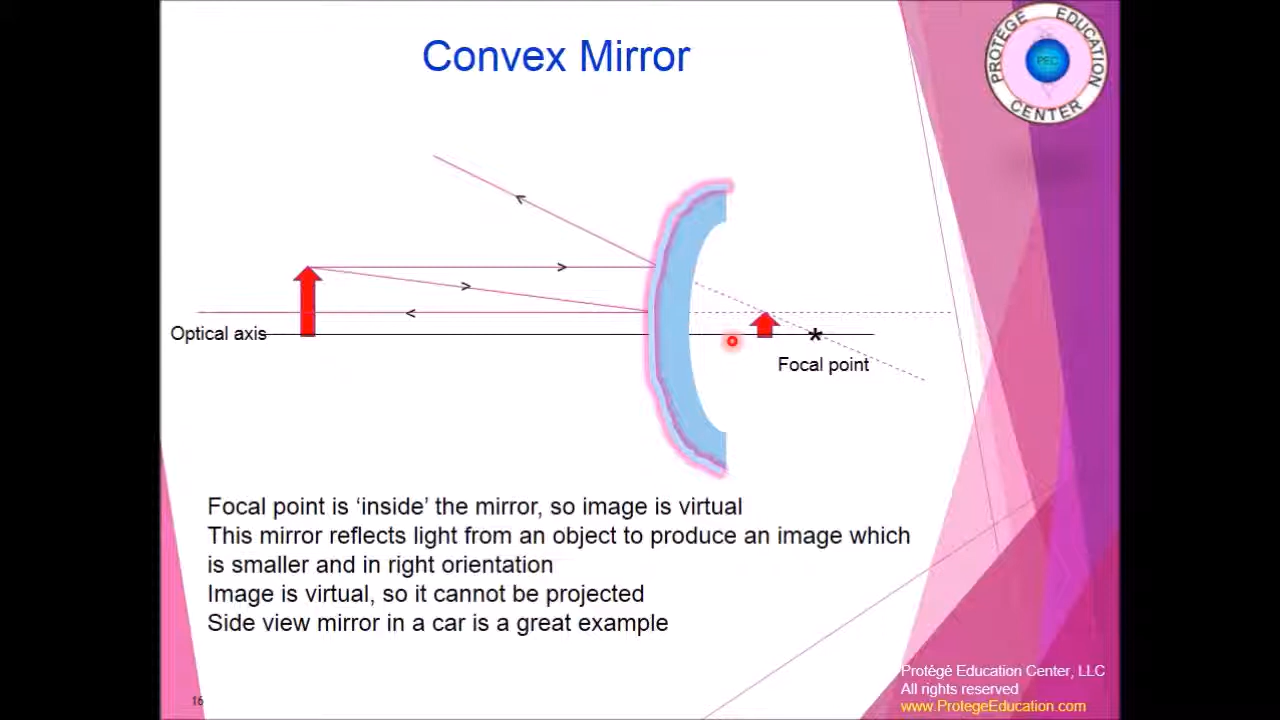 Convex Mirror
PROTÉGÉ EDUCATION
CENTER
PEC
Optical axis
*
Focal point
Focal point is ‘inside’ the mirror, so image is virtual
This mirror reflects light from an object to produce an image which
is smaller and in right orientation
Image is virtual, so it cannot be projected
Side view mirror in a car is a great example
16
Protégé Education Center, LLC
All rights reserved
www.ProtegeEducation.com